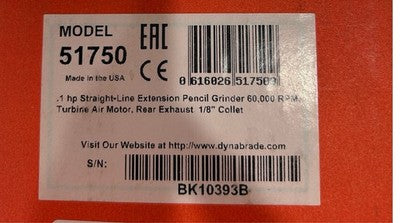 MODEL
51750
Made in the USA
EAC
CE
0 616026 517503
.1 hp Straight-Line Extension Pencil Grinder 60,000 RPM,
Turbine Air Motor, Rear Exhaust 1/8" Collet
Visit Our Website at http://www.dynabrade.com
S/N:
BK10393B